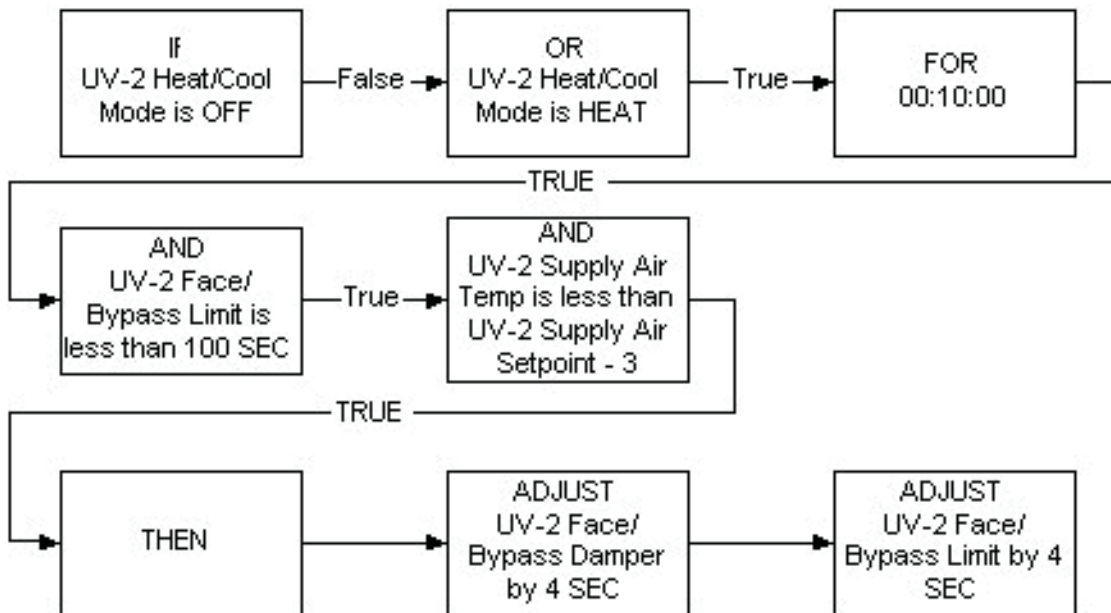 IF
UV-2 Heat/Cool
Mode is OFF
False
OR
UV-2 Heat/Cool
Mode is HEAT
True
FOR
00:10:00
TRUE
AND
UV-2 Face/
Bypass Limit is
less than 100 SEC
True
AND
UV-2 Supply Air
Temp is less than
UV-2 Supply Air
Setpoint - 3
TRUE
THEN
ADJUST
UV-2 Face/
Bypass Damper
by 4 SEC
ADJUST
UV-2 Face/
Bypass Limit by 4
SEC